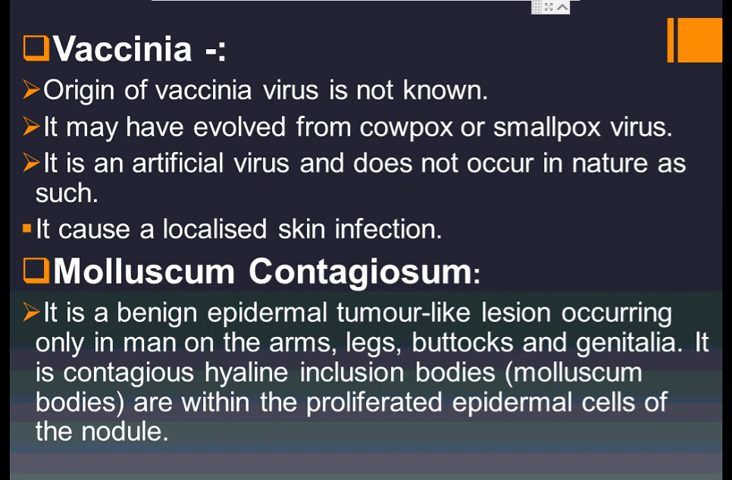 Vaccinia -:
Origin of vaccinia virus is not known.
It may have evolved from cowpox or smallpox virus.
It is an artificial virus and does not occur in nature as
such.
It cause a localised skin infection.
Molluscum Contagiosum:
It is a benign epidermal tumour-like lesion occurring
only in man on the arms, legs, buttocks and genitalia. It
is contagious hyaline inclusion bodies (molluscum
bodies) are within the proliferated epidermal cells of
the nodule.